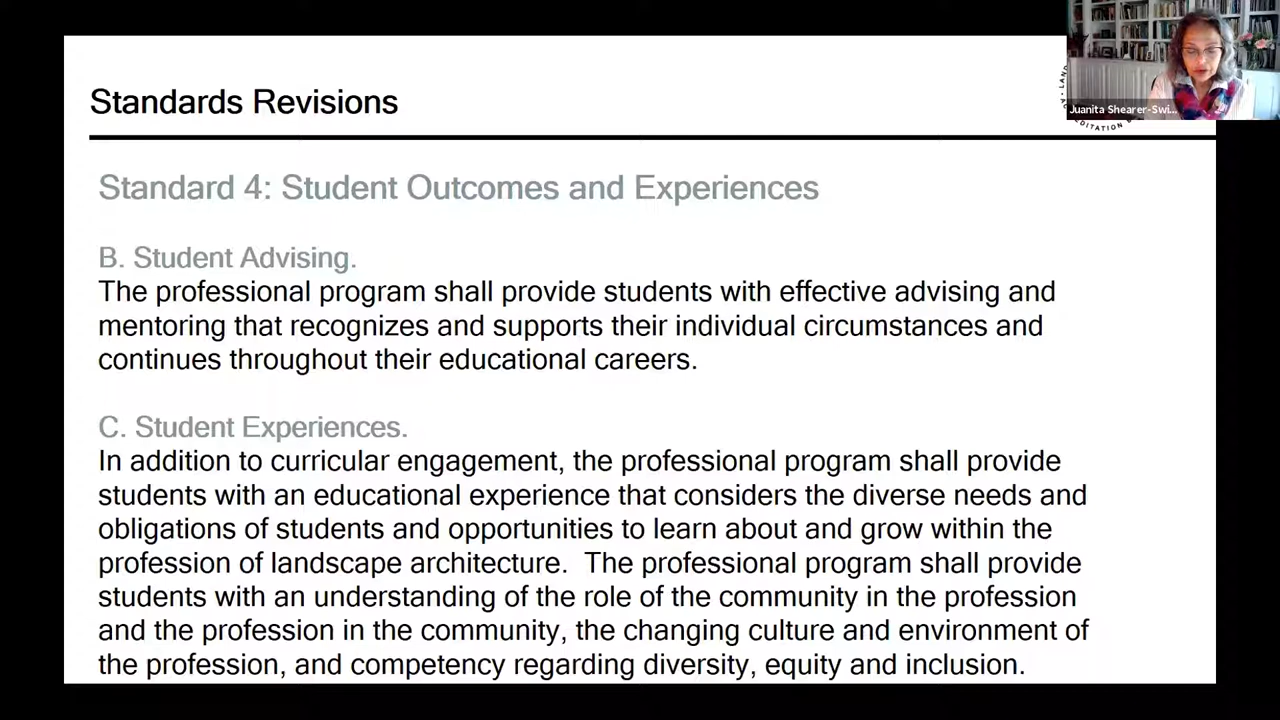 Standards Revisions
Juanita Shearer-Swi...
Standard 4: Student Outcomes and Experiences
B. Student Advising.
The professional program shall provide students with effective advising and
mentoring that recognizes and supports their individual circumstances and
continues throughout their educational careers.
C. Student Experiences.
In addition to curricular engagement, the professional program shall provide
students with an educational experience that considers the diverse needs and
obligations of students and opportunities to learn about and grow within the
profession of landscape architecture.  The professional program shall provide
students with an understanding of the role of the community in the profession
and the profession in the community, the changing culture and environment of
the profession, and competency regarding diversity, equity and inclusion.